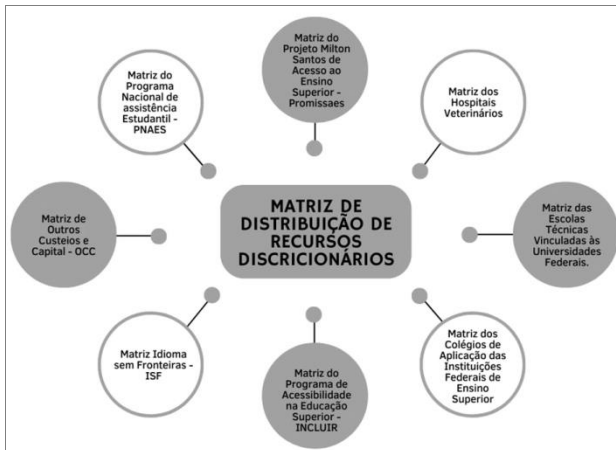 Matriz do
Projeto Milton
Santos de Acesso ao
Ensino
Superior -
Promissaes
Matriz do
Programa
Nacional de
assistência
Estudantil -
PNAES
Matriz dos
Hospitais
Veterinários
MATRIZ DE
DISTRIBUIÇÃO DE
RECURSOS
DISCRICIONÁRIOS
Matriz de
Outros
Custeios e
Capital - OCC
Matriz das
Escolas
Técnicas
Vinculadas às
Universidades
Federais.
Matriz Idioma
sem Fronteiras -
ISF
Matriz do
Programa de
Acessibilidade
na Educação
Superior -
INCLUIR
Matriz dos
Colégios de
Aplicação das
Instituições
Federais de
Ensino
Superior